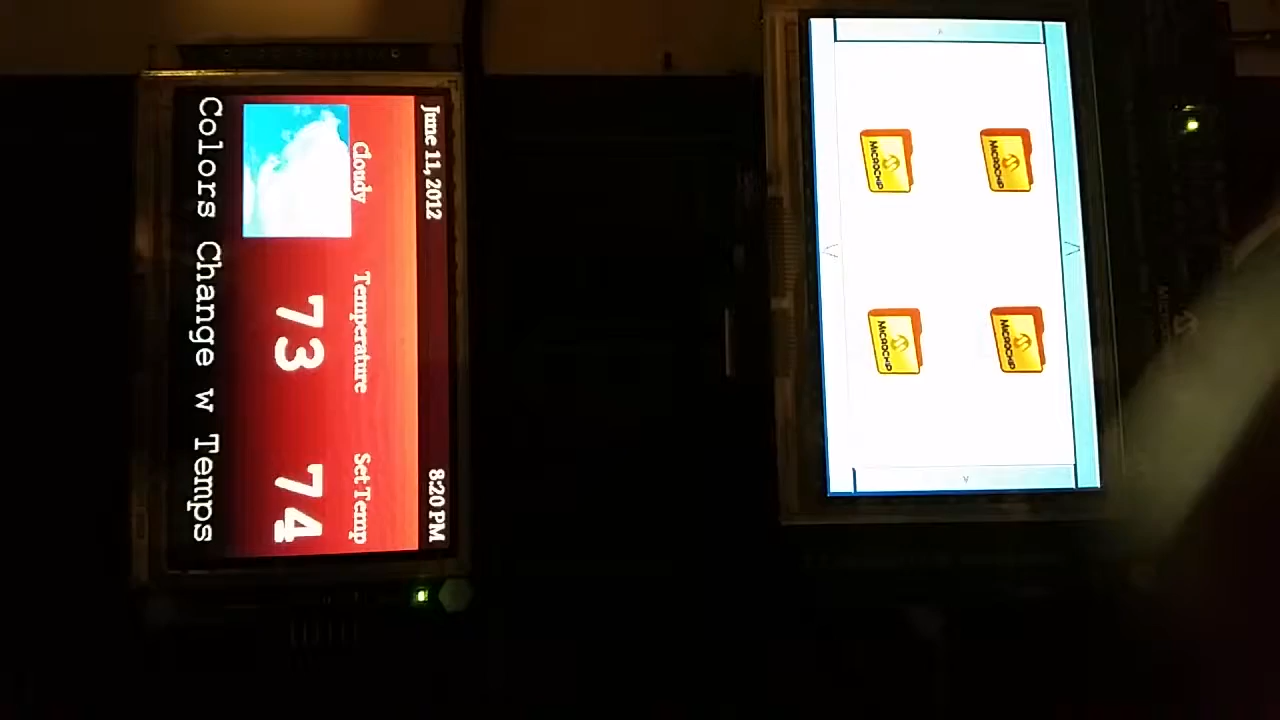 June 11, 2012 8:20 PM
Cloudy Temperature Set Temp
73 74
Colors Change w Temps
MICROCHIP MICROCHIP
MICROCHIP MICROCHIP